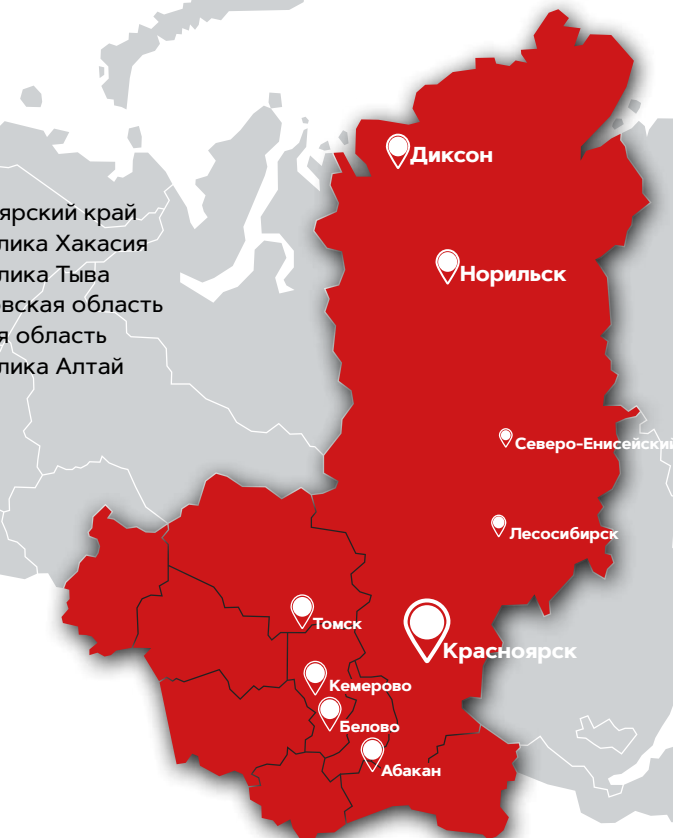 Диксон
ярский край
лика Хакасия
лика Тыва
Норильск
вская область
я область
лика Алтай
Северо-Енисейский
Лесосибирск
Томск
Красноярск
Кемерово
Белово
Абакан